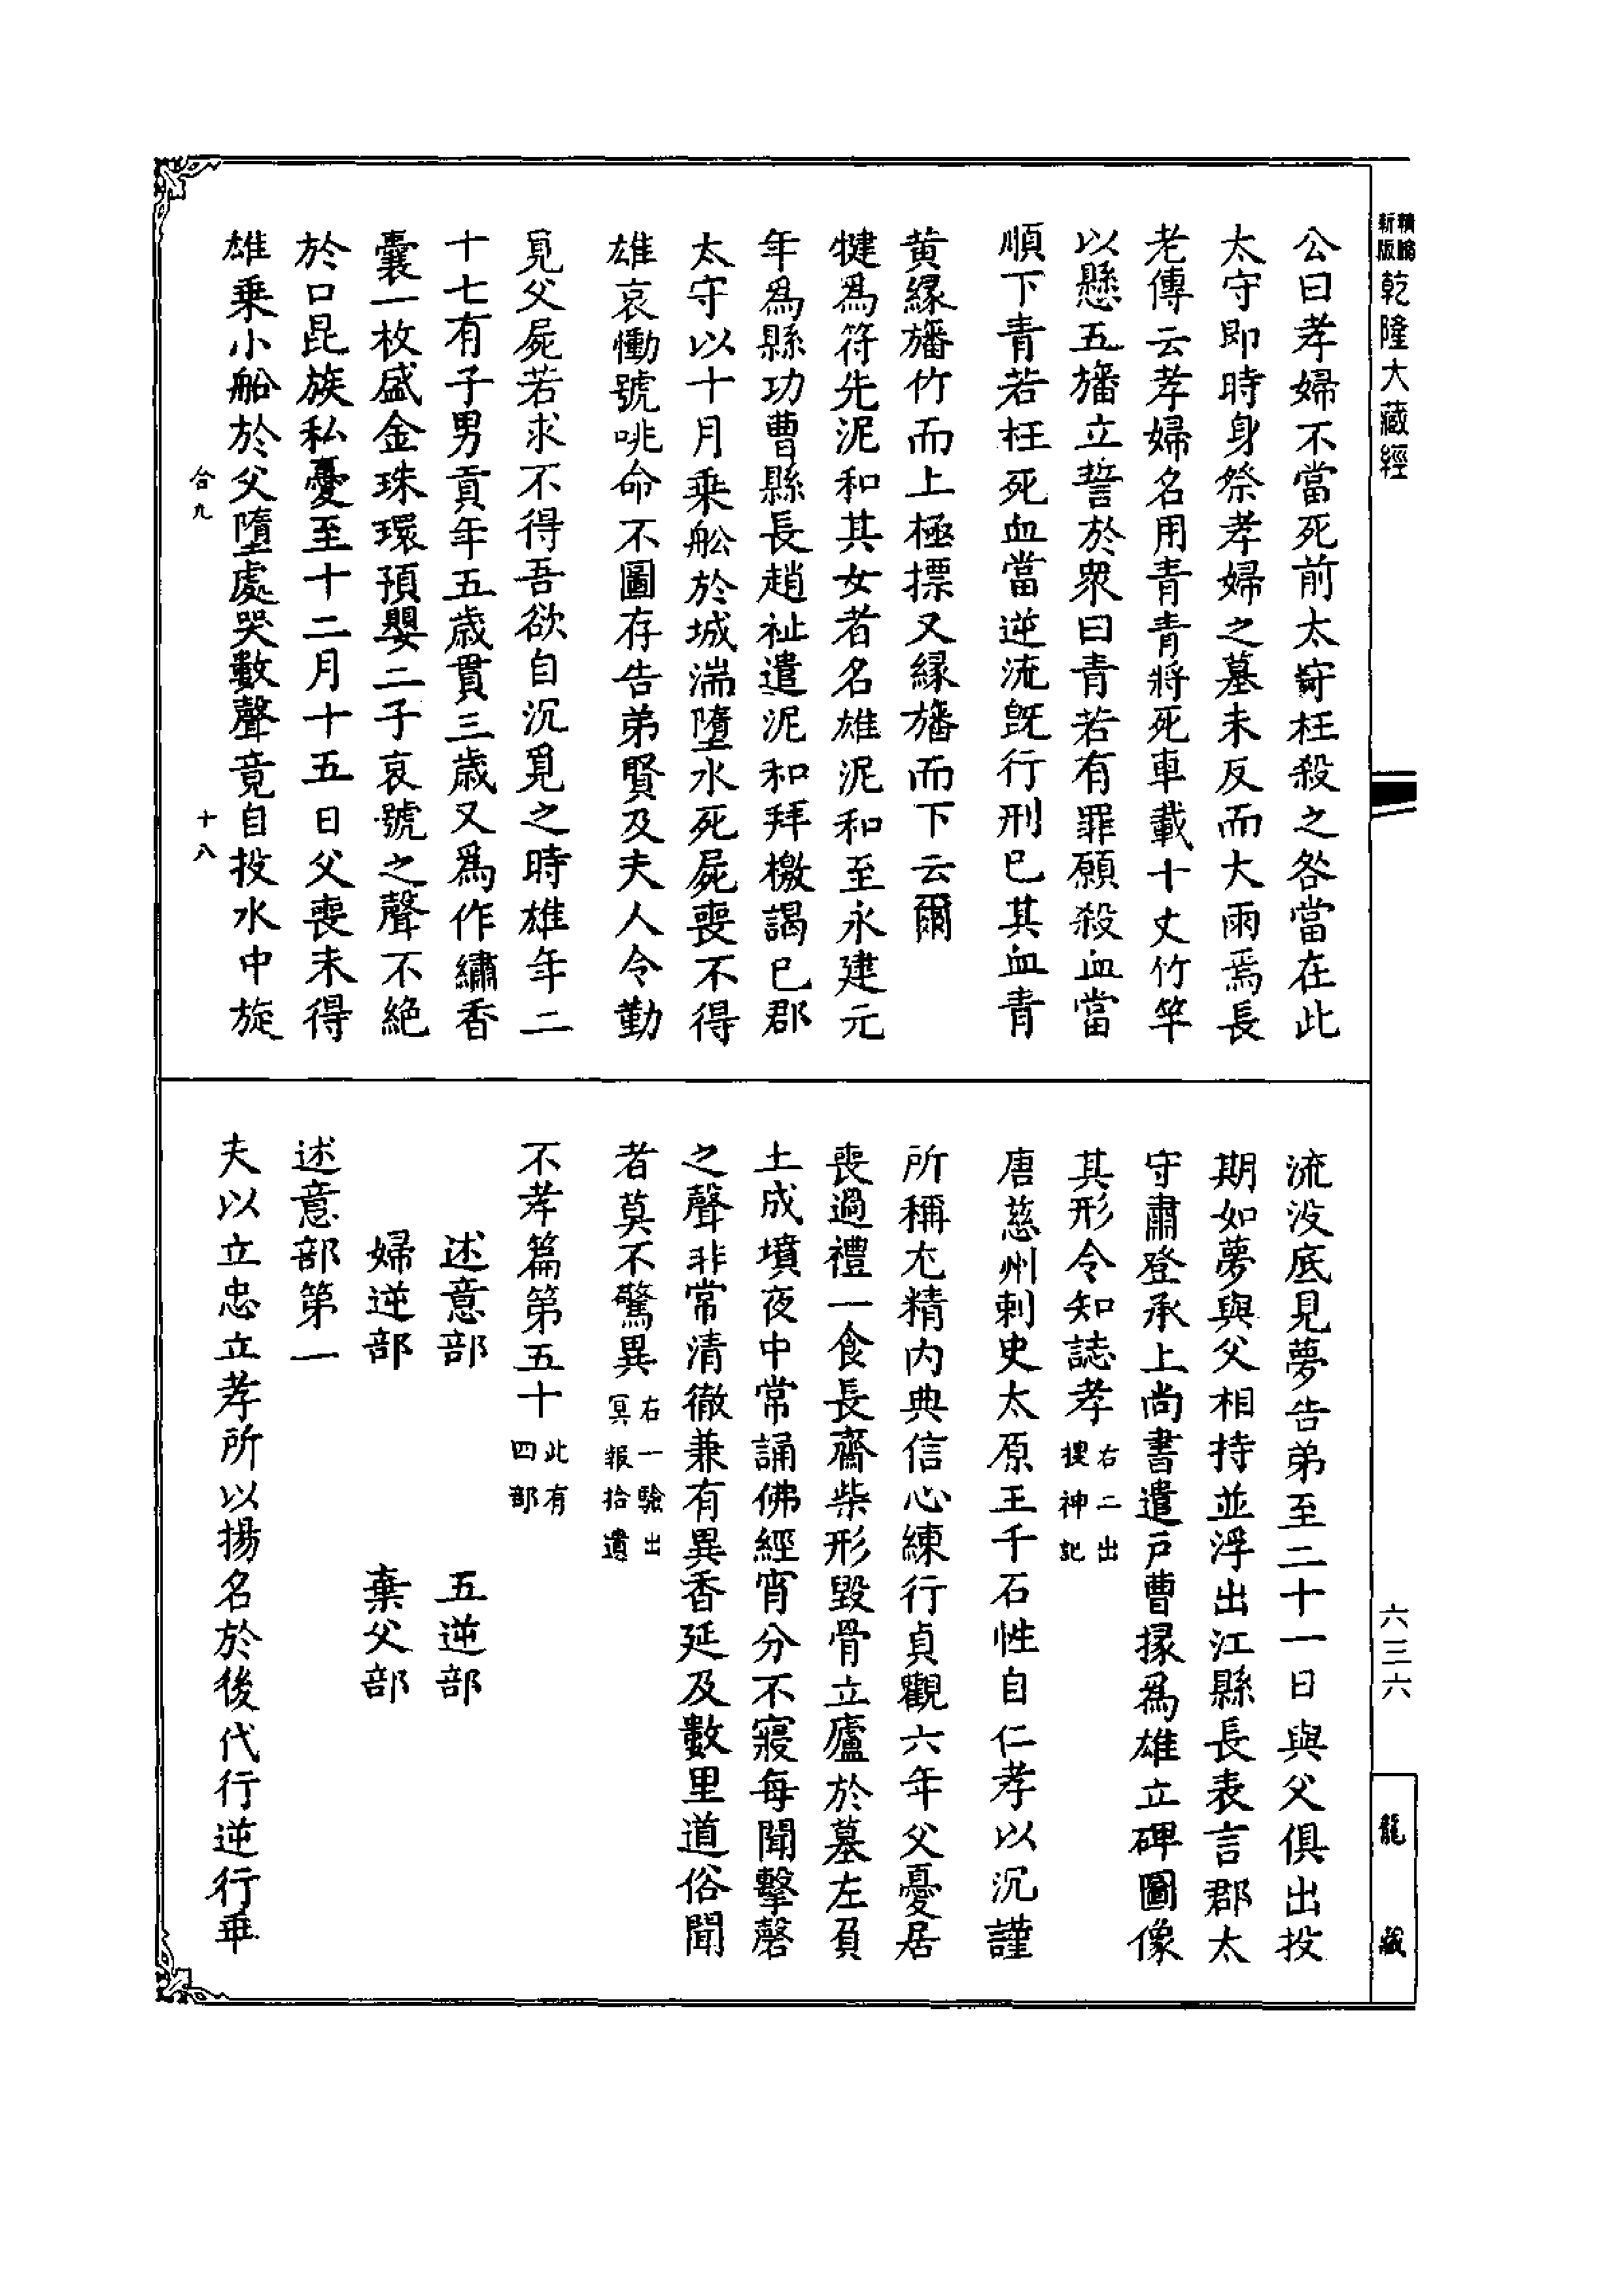 精編
新版
乾隆大藏經
六三六
龍藏
公曰孝婦不當死前太守枉殺之咎當在此
太守即時身祭孝婦之墓未反而大雨焉長
老傳云孝婦名用青青將死車載十丈竹竿
以懸五旛立誓於衆曰青若有罪願殺血當
順下青若枉死血當逆流旣行刑已其血青
黄縁旛竹而上極摽又縁旛而下云爾
犍爲符先泥和其女者名雄泥和至永建元
年爲縣功曹縣長趙祉遣泥和拜檄謁巴郡
太守以十月乗舩於城湍墮水死屍喪不得
雄哀慟號咷命不圖存告弟賢及夫人令勤
覓父屍若求不得吾欲自沉覓之時雄年二
十七有子男貢年五歳貫三歳又爲作繡香
囊一枚盛金珠環預嬰二子哀號之聲不絶
於口昆族私憂至十二月十五日父喪未得
雄乗小船於父墮處哭數聲竟自投水中旋
合九
十八
流没底見夢告弟至二十一日與父俱出投
期如夢與父相持並浮出江縣長表言郡太
守肅登承上尚書遣戶曹掾爲雄立碑圖像
其形令知誌孝右二出搜神記
唐慈州刺史太原王千石性自仁孝以沉謹
所稱尤精内典信心練行貞觀六年父憂居
喪過禮一食長齋柴形毀骨立廬於墓左負
土成墳夜中常誦佛經宵分不寢每聞擊磬
之聲非常清徹兼有異香延及數里道俗聞
者莫不驚異右一驗出冥報拾遺
不孝篇第五十此有四部
述意部　五逆部
婦逆部　棄父部
述意部第一
夫以立忠立孝所以揚名於後代行逆行乖